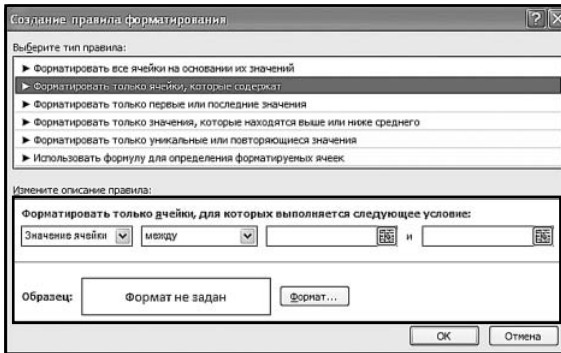 Создание правила форматирования
Выберите тип правила:
► Форматировать все ячейки на основании их значений
► Форматировать только ячейки, которые содержат
► Форматировать только первые или последние значения
► Форматировать только значения, которые находятся выше или ниже среднего
► Форматировать только уникальные или повторяющиеся значения
► Использовать формулу для определения форматируемых ячеек
Измените описание правила:
Форматировать только ячейки, для которых выполняется следующее условие:
Значение ячейки между и
Образец: Формат не задан Формат...
ОК Отмена